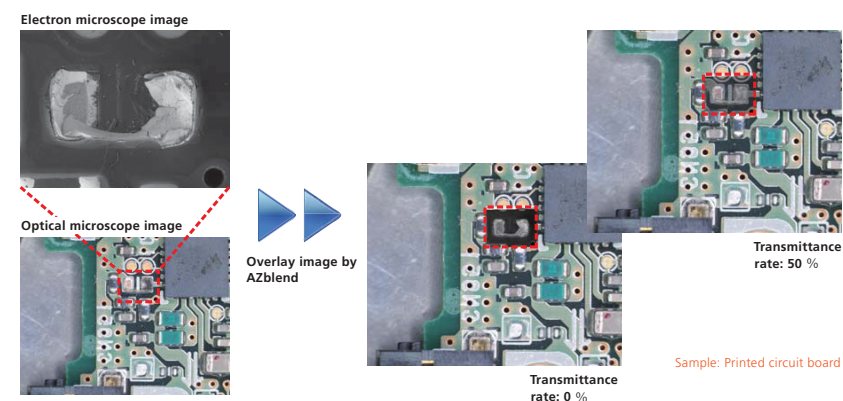 Electron microscope image
Optical microscope image
Overlay image by
AZblend
Transmittance
rate: 50 %
Transmittance
rate: 0 %
Sample: Printed circuit board